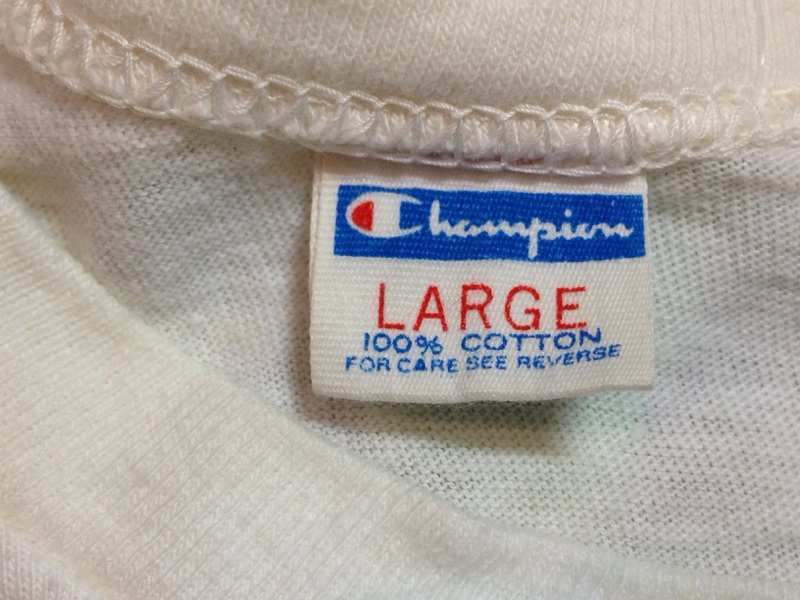 Champion
LARGE
100% COTTON
FOR CARE SEE REVERSE